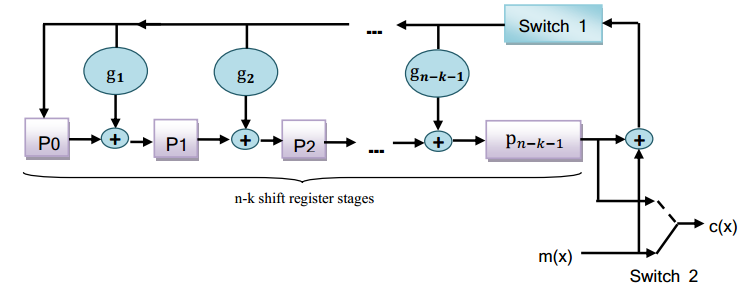 ... Switch 1
g₁ g₂ gₙ₋ₖ₋₁
P0 + P1 + P2 ... + pₙ₋ₖ₋₁ +
n-k shift register stages
c(x)
m(x)
Switch 2